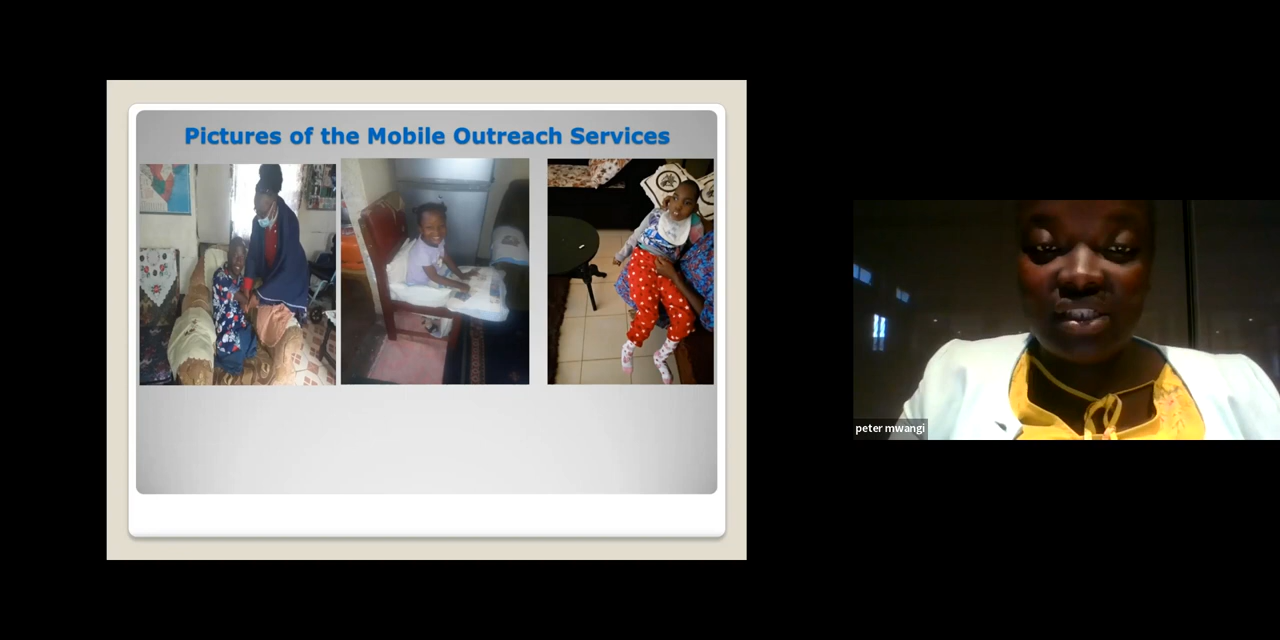 Pictures of the Mobile Outreach Services
peter mwangi